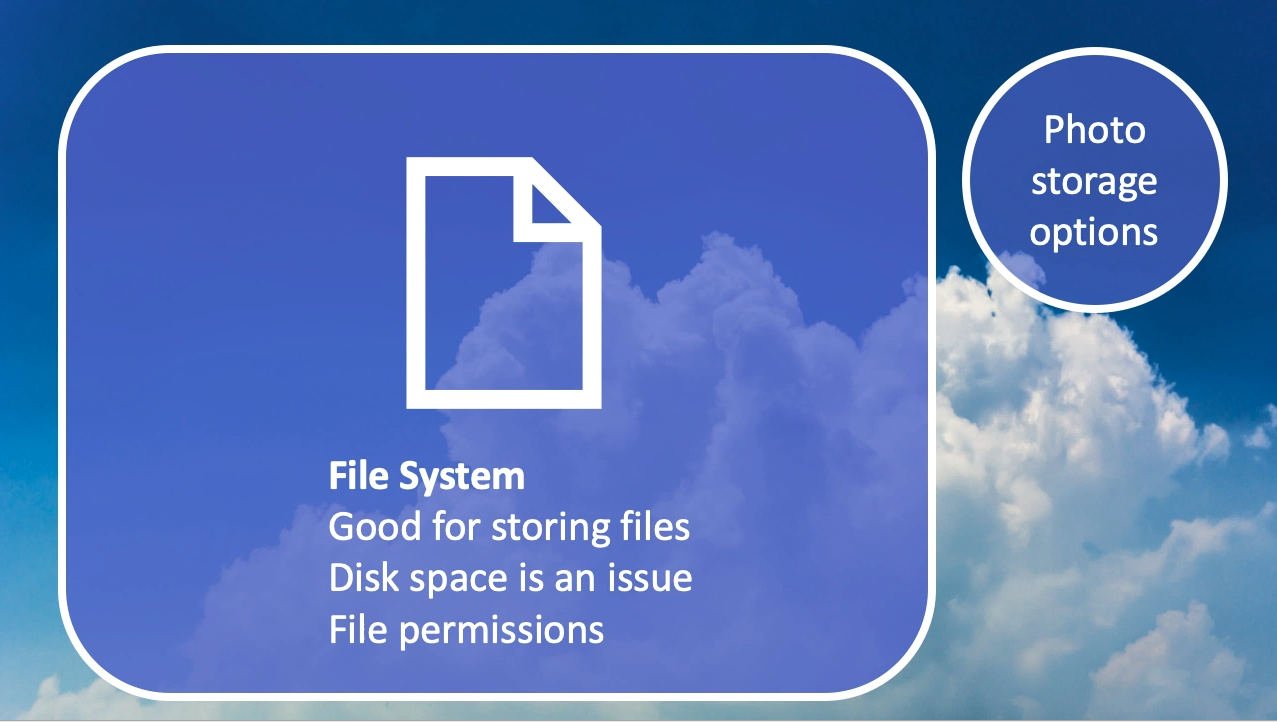 Photo
storage
options
File System
Good for storing files
Disk space is an issue
File permissions